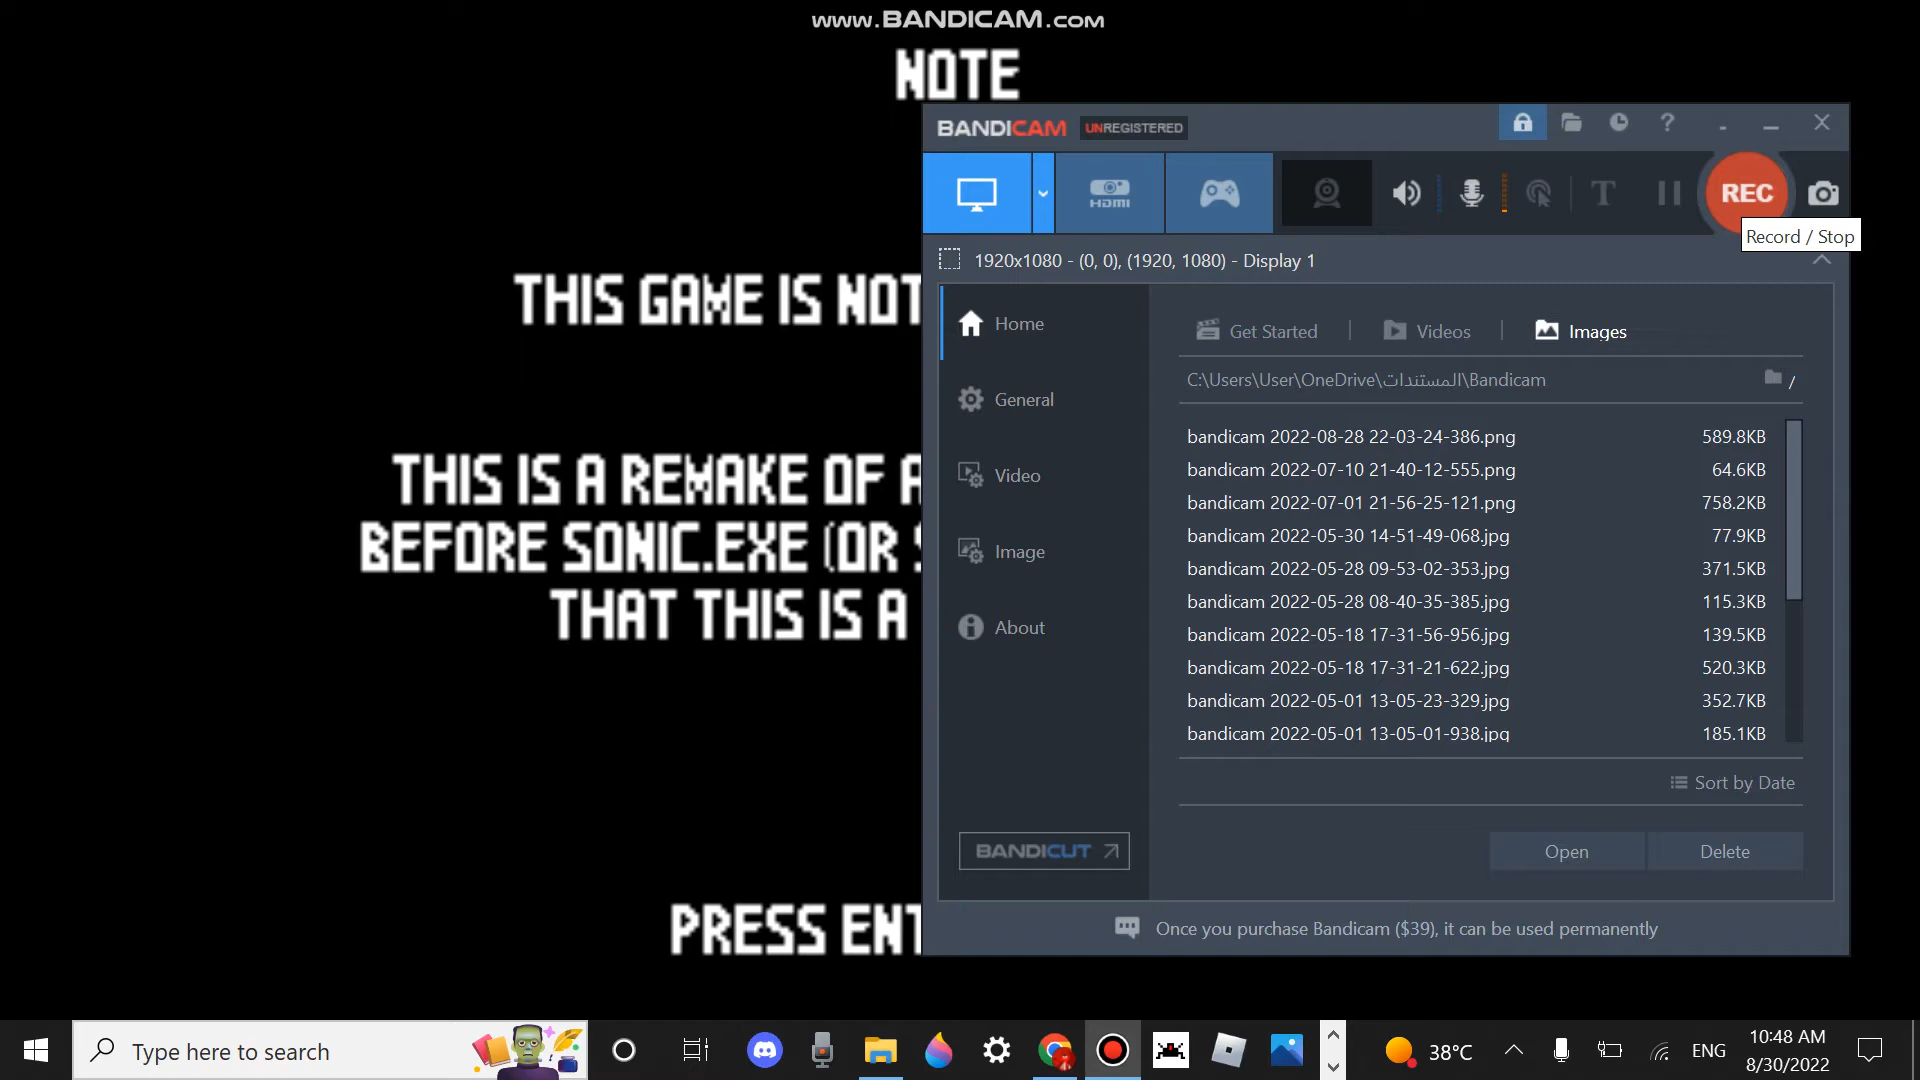 www.BANDICAM.com
NOTE
THIS GAME IS NOT
THIS IS A REMAKE OF A
BEFORE SONIC.EXE (OR S
THAT THIS IS A
PRESS ENT
BANDICAM UNREGISTERED
HDMI
T
REC
Record / Stop
1920x1080 - (0, 0), (1920, 1080) - Display 1
Home
General
Video
Image
About
BANDICUT
Get Started
Videos
Images
C:\Users\User\OneDrive\المستندات\Bandicam
/
bandicam 2022-08-28 22-03-24-386.png 589.8KB
bandicam 2022-07-10 21-40-12-555.png 64.6KB
bandicam 2022-07-01 21-56-25-121.png 758.2KB
bandicam 2022-05-30 14-51-49-068.jpg 77.9KB
bandicam 2022-05-28 09-53-02-353.jpg 371.5KB
bandicam 2022-05-28 08-40-35-385.jpg 115.3KB
bandicam 2022-05-18 17-31-56-956.jpg 139.5KB
bandicam 2022-05-18 17-31-21-622.jpg 520.3KB
bandicam 2022-05-01 13-05-23-329.jpg 352.7KB
bandicam 2022-05-01 13-05-01-938.jpg 185.1KB
Sort by Date
Open
Delete
Once you purchase Bandicam ($39), it can be used permanently
Type here to search
38°C
ENG
10:48 AM
8/30/2022